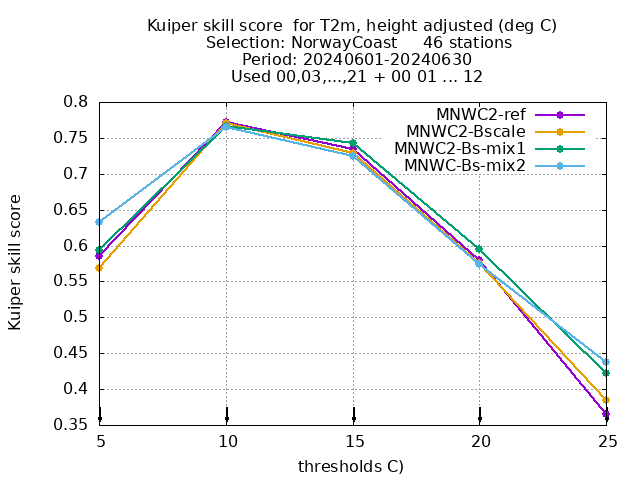 Kuiper skill score  for T2m, height adjusted (deg C)
Selection: NorwayCoast     46 stations
Period: 20240601-20240630
Used 00,03,...,21 + 00 01 ... 12
MNWC2-ref
MNWC2-Bscale
MNWC2-Bs-mix1
MNWC-Bs-mix2
Kuiper skill score
0.8
0.75
0.7
0.65
0.6
0.55
0.5
0.45
0.4
0.35
5 10 15 20 25
thresholds C)